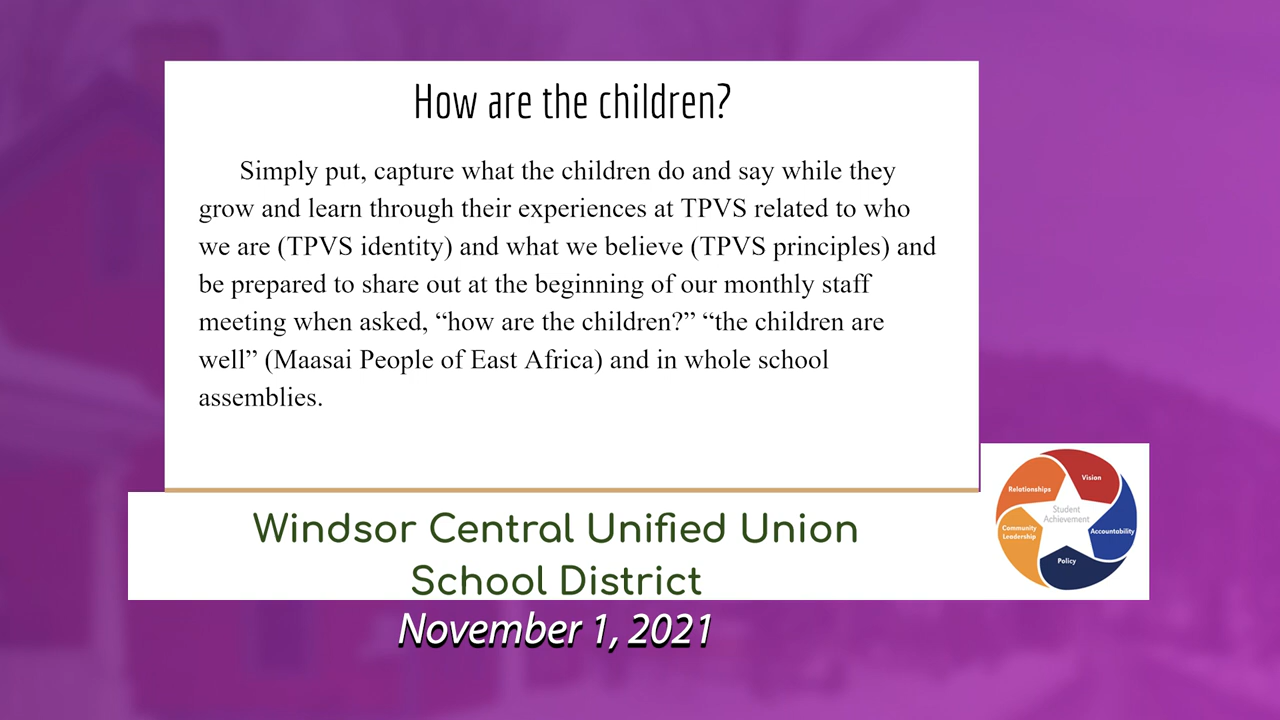 How are the children?
Simply put, capture what the children do and say while they
grow and learn through their experiences at TPVS related to who
we are (TPVS identity) and what we believe (TPVS principles) and
be prepared to share out at the beginning of our monthly staff
meeting when asked, “how are the children?” “the children are
well” (Maasai People of East Africa) and in whole school
assemblies.
Windsor Central Unified Union
School District
November 1, 2021
Relationships
Vision
Student
Achievement
Community
Leadership
Accountability
Policy